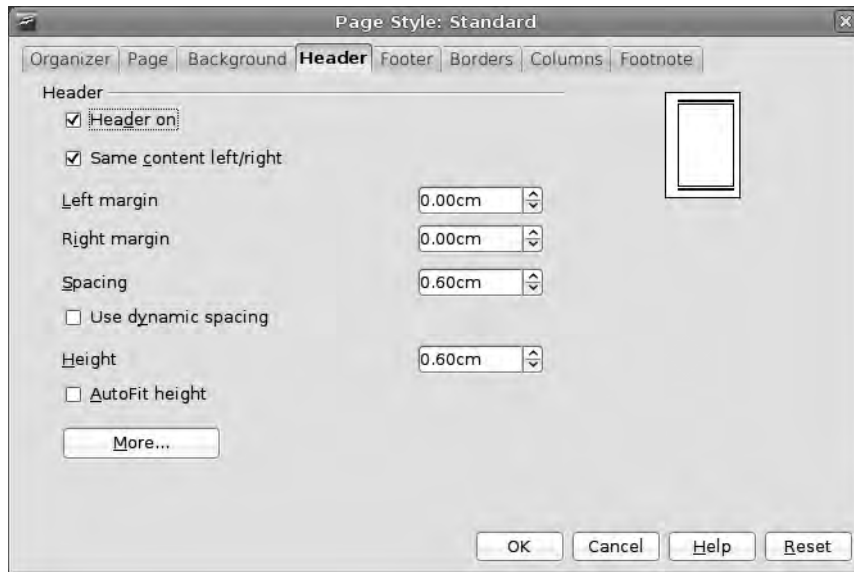 Page Style: Standard
Organizer Page Background Header Footer Borders Columns Footnote
Header
Header on
Same content left/right
Left margin 0.00cm
Right margin 0.00cm
Spacing 0.60cm
Use dynamic spacing
Height 0.60cm
AutoFit height
More...
OK Cancel Help Reset